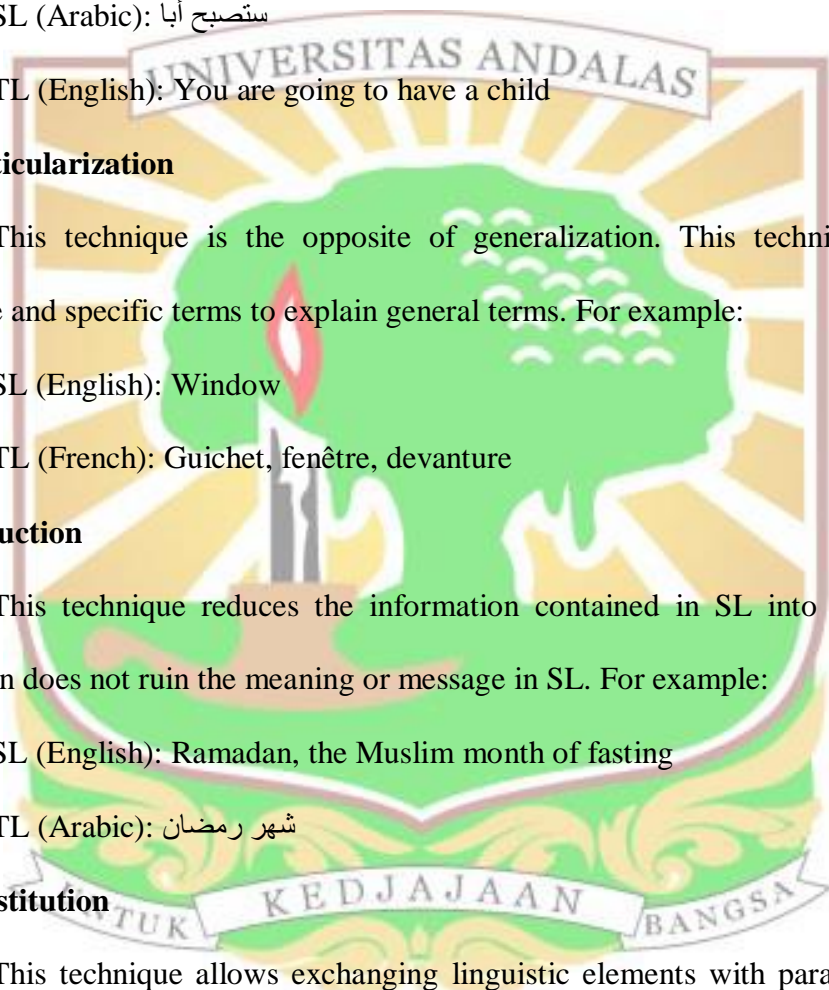 SL (Arabic): ستصبح أبا
UNIVERSITAS ANDALAS
TL (English): You are going to have a child
ticularization
This technique is the opposite of generalization. This techni
e and specific terms to explain general terms. For example:
SL (English): Window
TL (French): Guichet, fenêtre, devanture
uction
This technique reduces the information contained in SL into
n does not ruin the meaning or message in SL. For example:
SL (English): Ramadan, the Muslim month of fasting
TL (Arabic): شهر رمضان
stitution
UNTUK KEDJAJAAN BANGSA
This technique allows exchanging linguistic elements with para